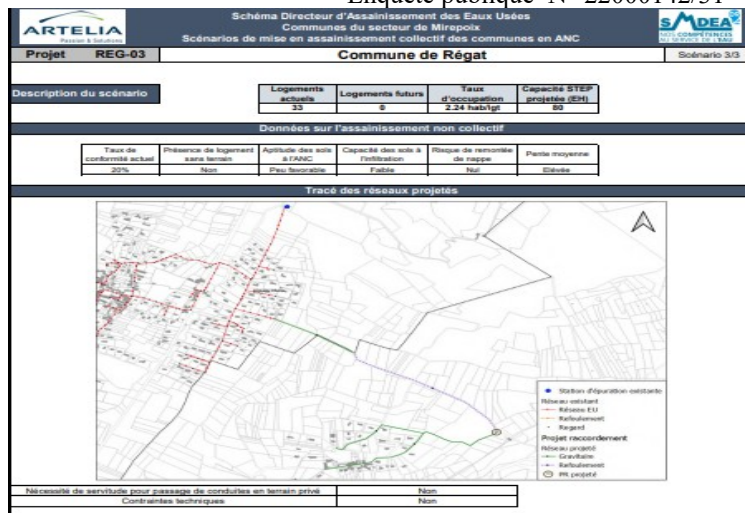 Enquête publique N° 22000142/31
ARTELIA
Passion & Solutions
Schéma Directeur d'Assainissement des Eaux Usées
Communes du secteur de Mirepoix
Scénarios de mise en assainissement collectif des communes en ANC
SMDEA
NOS COMPÉTENCES
AU SERVICE DE L'EAU
Projet REG-03
Commune de Régat
Scénario 3/3
Description du scénario
Logements actuels
Logements futurs
Taux d'occupation
Capacité STEP projetée (EH)
33
0
2.24 hab/lgt
80
Données sur l'assainissement non collectif
Taux de conformité actuel
Présence de logement sans terrain
Aptitude des sols à l'ANC
Capacité des sols à l'infiltration
Risque de remontée de nappe
Pente moyenne
20%
Non
Peu favorable
Faible
Nul
Elévée
Tracé des réseaux projetés
Station d'épuration existante
Réseau existant
Réseau EU
Refoulement
Regard
Projet raccordement
Réseau projeté
Gravitaire
Refoulement
PR projeté
Nécessité de servitude pour passage de conduites en terrain privé
Non
Contraintes techniques
Non